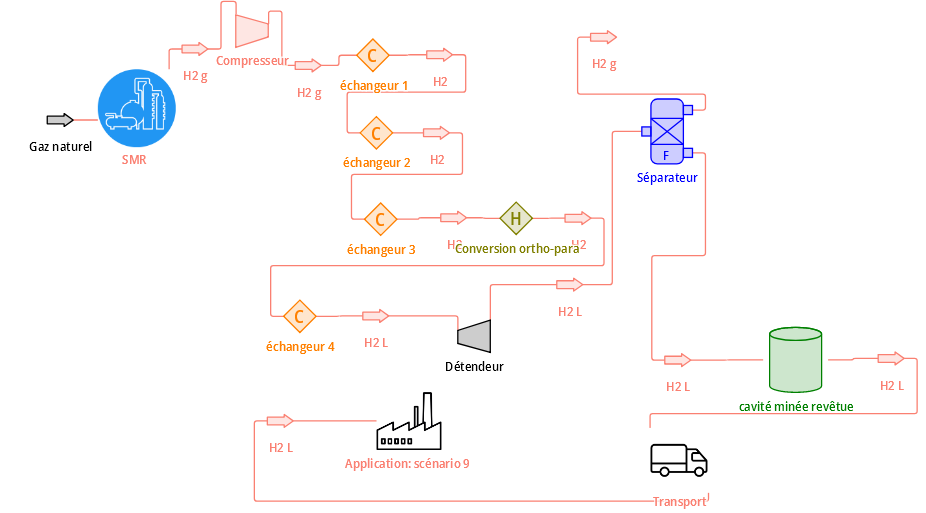 Gaz naturel
SMR
H2 g
Compresseur
H2 g
C
échangeur 1
H2
C
échangeur 2
H2
C
échangeur 3
H2
H
Conversion ortho-para
H2
C
échangeur 4
H2 L
Détendeur
H2 L
H2 g
F
Séparateur
H2 L
cavité minée revêtue
H2 L
Transport
H2 L
Application: scénario 9